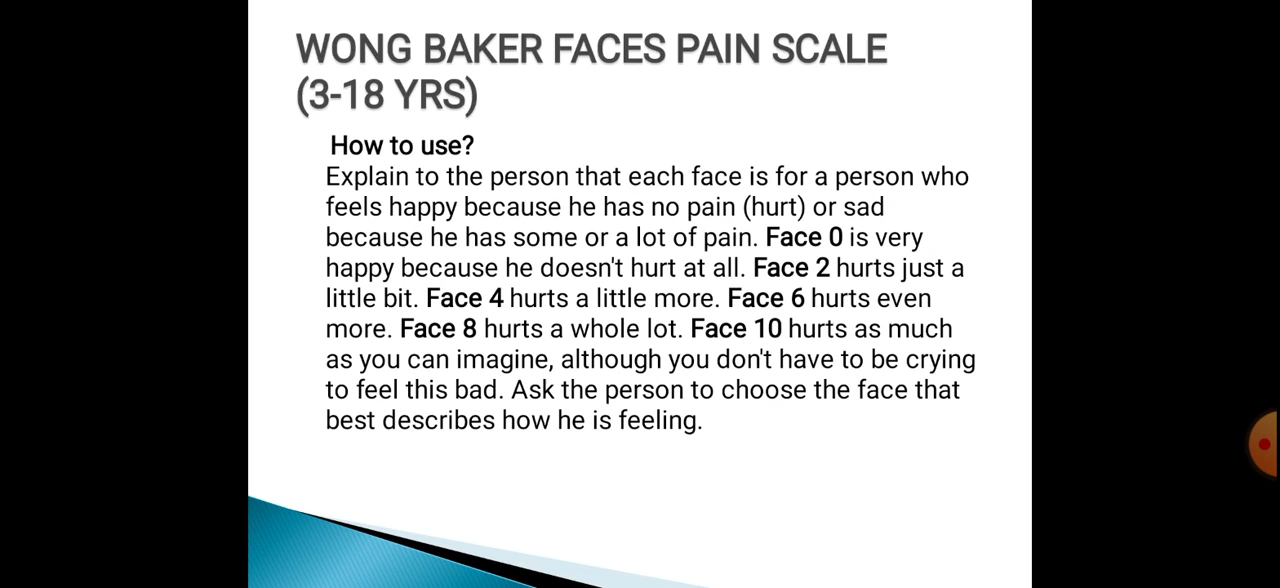 WONG BAKER FACES PAIN SCALE
(3-18 YRS)
How to use?
Explain to the person that each face is for a person who
feels happy because he has no pain (hurt) or sad
because he has some or a lot of pain. Face 0 is very
happy because he doesn't hurt at all. Face 2 hurts just a
little bit. Face 4 hurts a little more. Face 6 hurts even
more. Face 8 hurts a whole lot. Face 10 hurts as much
as you can imagine, although you don't have to be crying
to feel this bad. Ask the person to choose the face that
best describes how he is feeling.